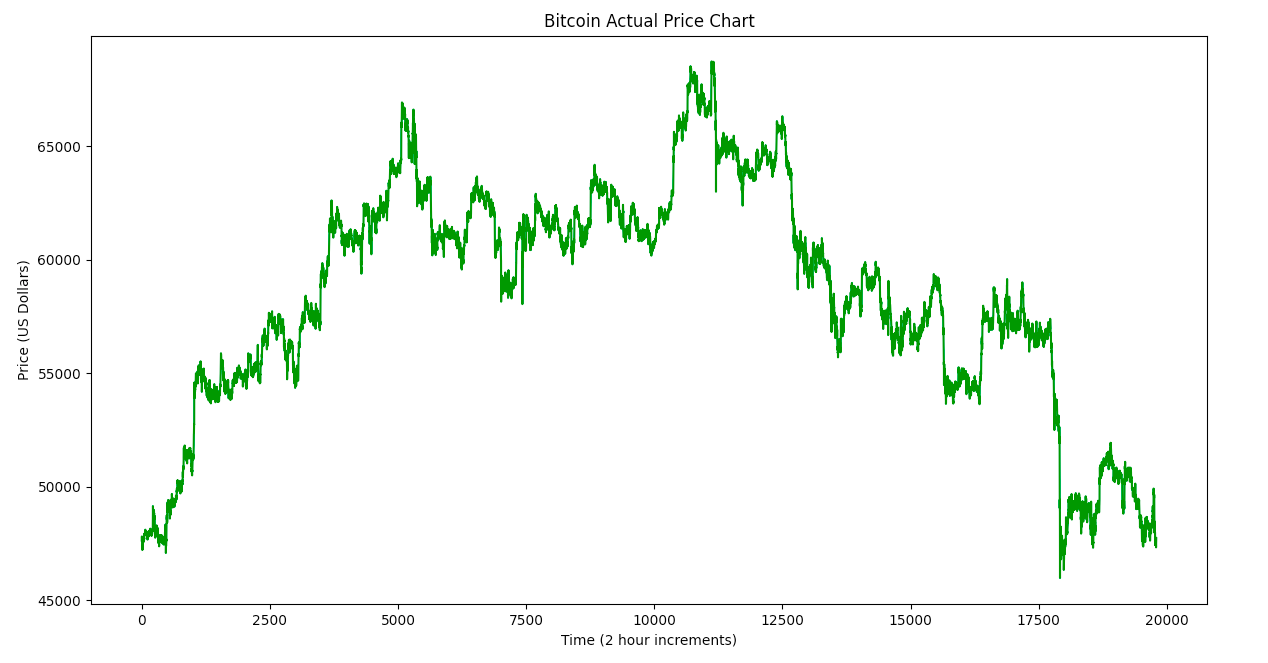 Bitcoin Actual Price Chart
Price (US Dollars)
65000
60000
55000
50000
45000
0 2500 5000 7500 10000 12500 15000 17500 20000
Time (2 hour increments)